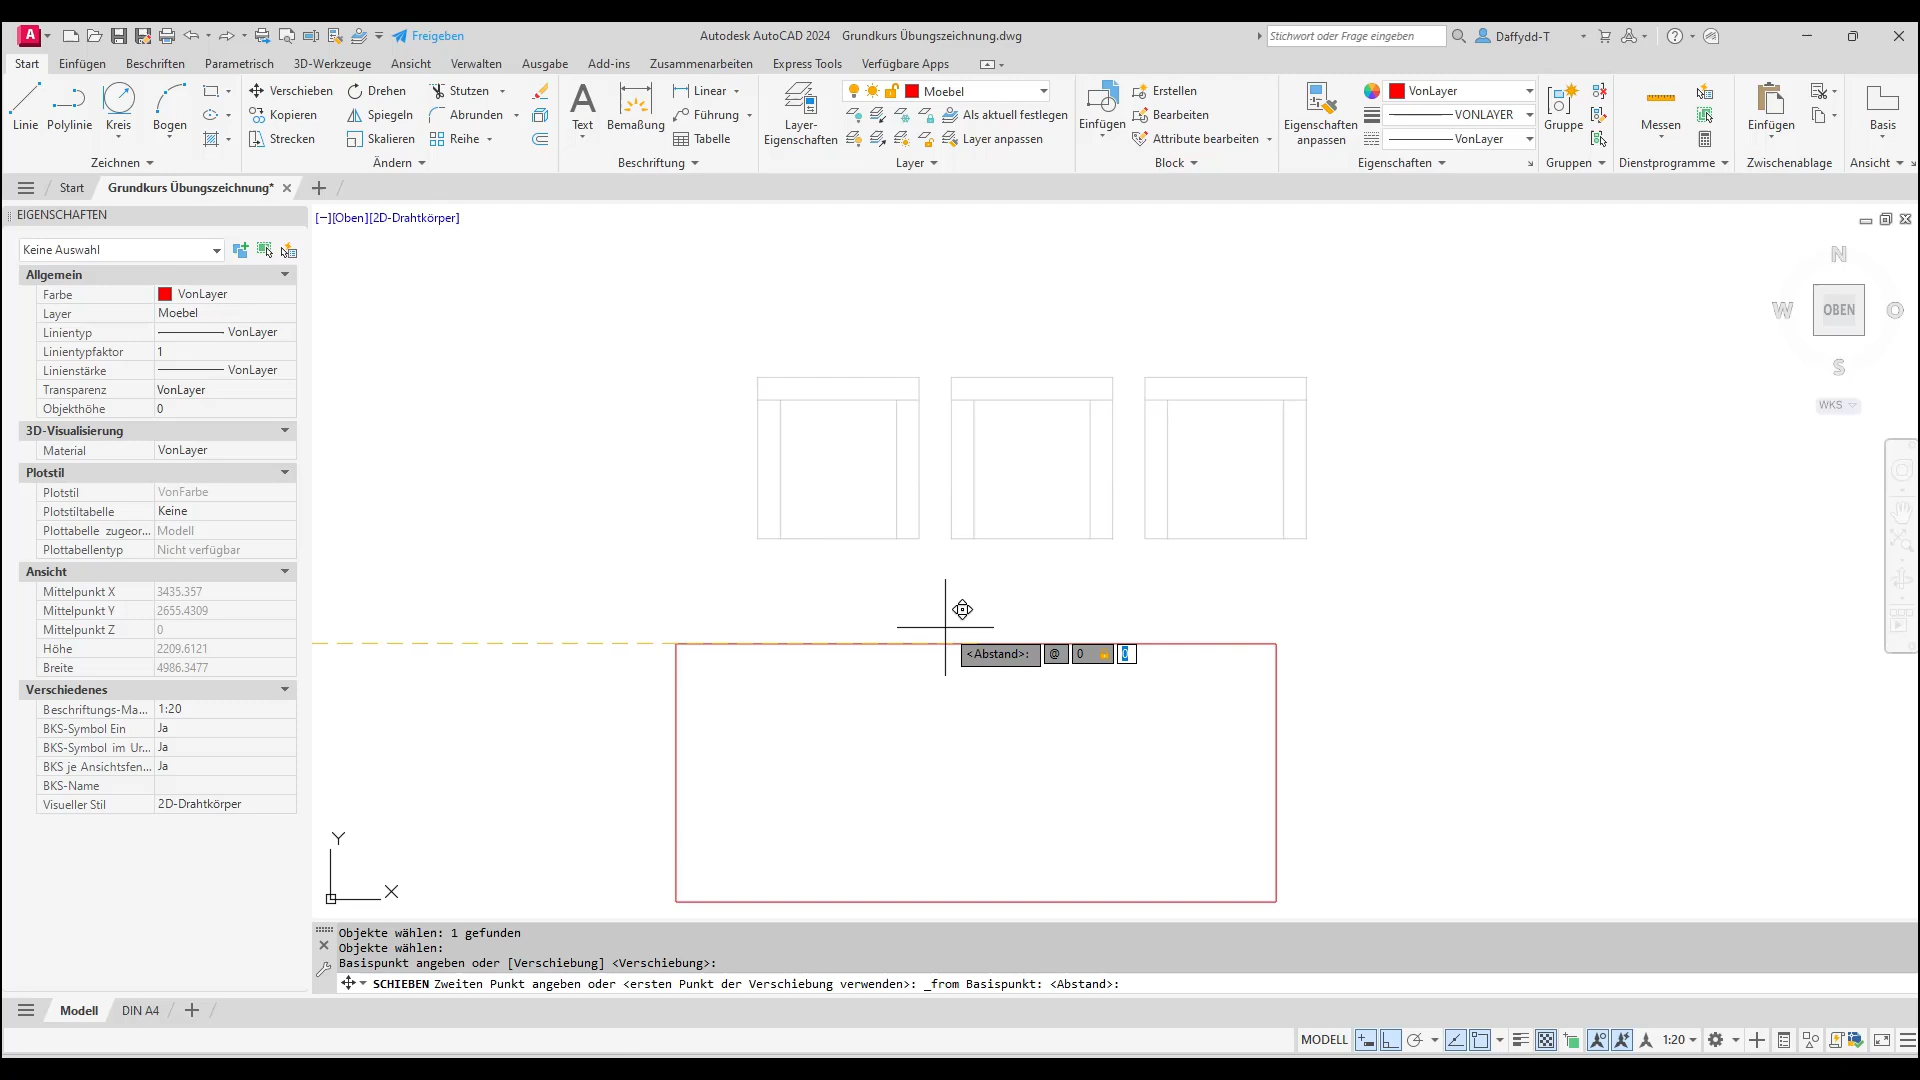 A Freigeben Autodesk AutoCAD 2024 Grundkurs Übungszeichnung.dwg Stichwort oder Frage eingeben Daffydd-T
Start Einfügen Beschriften Parametrisch 3D-Werkzeuge Ansicht Verwalten Ausgabe Add-ins Zusammenarbeiten Express Tools Verfügbare Apps
Linie Polylinie Kreis Bogen
Zeichnen
Verschieben Drehen Stutzen
Kopieren Spiegeln Abrunden
Strecken Skalieren Reihe
Ändern
A Text Bemaßung
Linear
Führung
Tabelle
Beschriftung
Layer-
Eigenschaften
Moebel
Als aktuell festlegen
Layer anpassen
Layer
Einfügen
Erstellen
Bearbeiten
Attribute bearbeiten
Block
Eigenschaften
anpassen
VonLayer
VONLAYER
VonLayer
Eigenschaften
Gruppe
Gruppen
Messen
Dienstprogramme
Einfügen
Zwischenablage
Basis
Ansicht
Start Grundkurs Übungszeichnung*
EIGENSCHAFTEN
Keine Auswahl
Allgemein
Farbe VonLayer
Layer Moebel
Linientyp VonLayer
Linientypfaktor 1
Linienstärke VonLayer
Transparenz VonLayer
Objekthöhe 0
3D-Visualisierung
Material VonLayer
Plotstil
Plotstil VonFarbe
Plotstiltabelle Keine
Plottabelle zugeor... Modell
Plottabellentyp Nicht verfügbar
Ansicht
Mittelpunkt X 3435.357
Mittelpunkt Y 2655.4309
Mittelpunkt Z 0
Höhe 2209.6121
Breite 4986.3477
Verschiedenes
Beschriftungs-Ma... 1:20
BKS-Symbol Ein Ja
BKS-Symbol im Ur... Ja
BKS je Ansichtsfen... Ja
BKS-Name
Visueller Stil 2D-Drahtkörper
[−][Oben][2D-Drahtkörper]
N
W OBEN O
S
WKS
<Abstand>: @ 0 0
Y
X
Objekte wählen: 1 gefunden
Objekte wählen:
Basispunkt angeben oder [Verschiebung] <Verschiebung>:
SCHIEBEN Zweiten Punkt angeben oder <ersten Punkt der Verschiebung verwenden>: _from Basispunkt: <Abstand>:
Modell DIN A4
MODELL 1:20